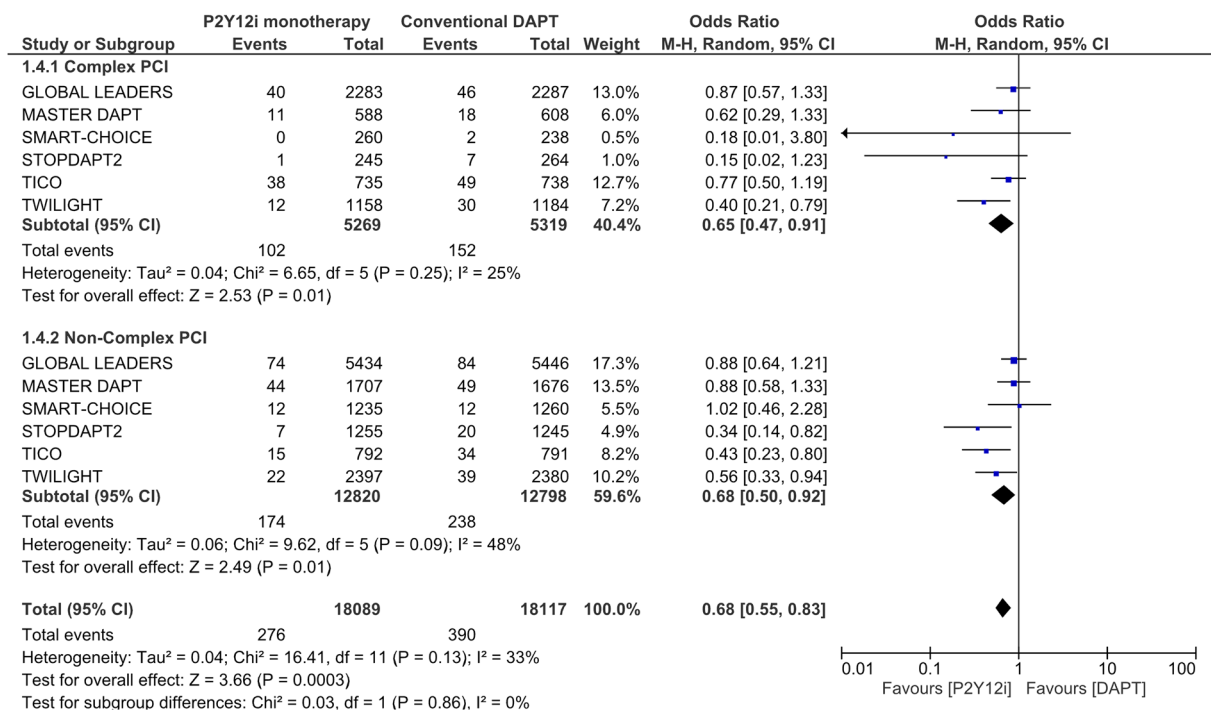 P2Y12i monotherapy Conventional DAPT Odds Ratio Odds Ratio
Study or Subgroup Events Total Events Total Weight M-H, Random, 95% CI M-H, Random, 95% CI
1.4.1 Complex PCI
GLOBAL LEADERS 40 2283 46 2287 13.0% 0.87 [0.57, 1.33]
MASTER DAPT 11 588 18 608 6.0% 0.62 [0.29, 1.33]
SMART-CHOICE 0 260 2 238 0.5% 0.18 [0.01, 3.80]
STOPDAPT2 1 245 7 264 1.0% 0.15 [0.02, 1.23]
TICO 38 735 49 738 12.7% 0.77 [0.50, 1.19]
TWILIGHT 12 1158 30 1184 7.2% 0.40 [0.21, 0.79]
Subtotal (95% CI) 5269 5319 40.4% 0.65 [0.47, 0.91]
Total events 102 152
Heterogeneity: Tau² = 0.04; Chi² = 6.65, df = 5 (P = 0.25); I² = 25%
Test for overall effect: Z = 2.53 (P = 0.01)
1.4.2 Non-Complex PCI
GLOBAL LEADERS 74 5434 84 5446 17.3% 0.88 [0.64, 1.21]
MASTER DAPT 44 1707 49 1676 13.5% 0.88 [0.58, 1.33]
SMART-CHOICE 12 1235 12 1260 5.5% 1.02 [0.46, 2.28]
STOPDAPT2 7 1255 20 1245 4.9% 0.34 [0.14, 0.82]
TICO 15 792 34 791 8.2% 0.43 [0.23, 0.80]
TWILIGHT 22 2397 39 2380 10.2% 0.56 [0.33, 0.94]
Subtotal (95% CI) 12820 12798 59.6% 0.68 [0.50, 0.92]
Total events 174 238
Heterogeneity: Tau² = 0.06; Chi² = 9.62, df = 5 (P = 0.09); I² = 48%
Test for overall effect: Z = 2.49 (P = 0.01)
Total (95% CI) 18089 18117 100.0% 0.68 [0.55, 0.83]
Total events 276 390
Heterogeneity: Tau² = 0.04; Chi² = 16.41, df = 11 (P = 0.13); I² = 33%
Test for overall effect: Z = 3.66 (P = 0.0003)
Test for subgroup differences: Chi² = 0.03, df = 1 (P = 0.86), I² = 0%
0.01 0.1 1 10 100
Favours [P2Y12i] Favours [DAPT]